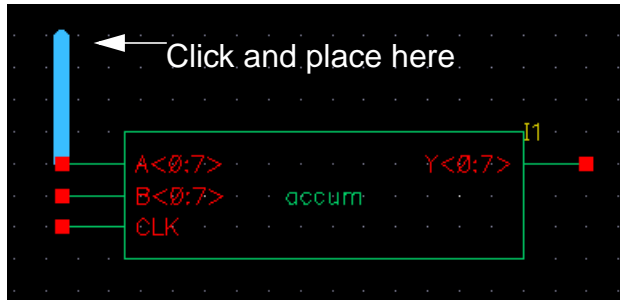 Click and place here
I1
A<0:7> Y<0:7>
B<0:7> accum
CLK